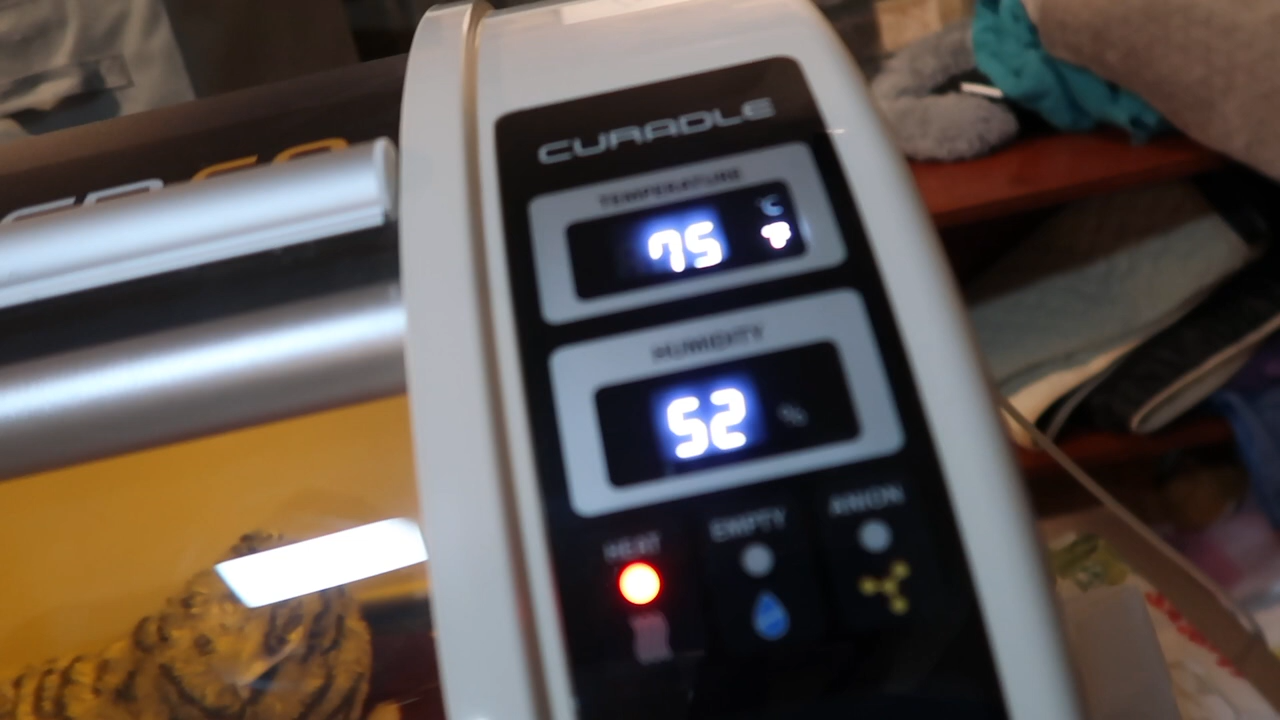 CURADLE
TEMPERATURE
75
°C
°F
HUMIDITY
52
%
HEAT
EMPTY
ANION